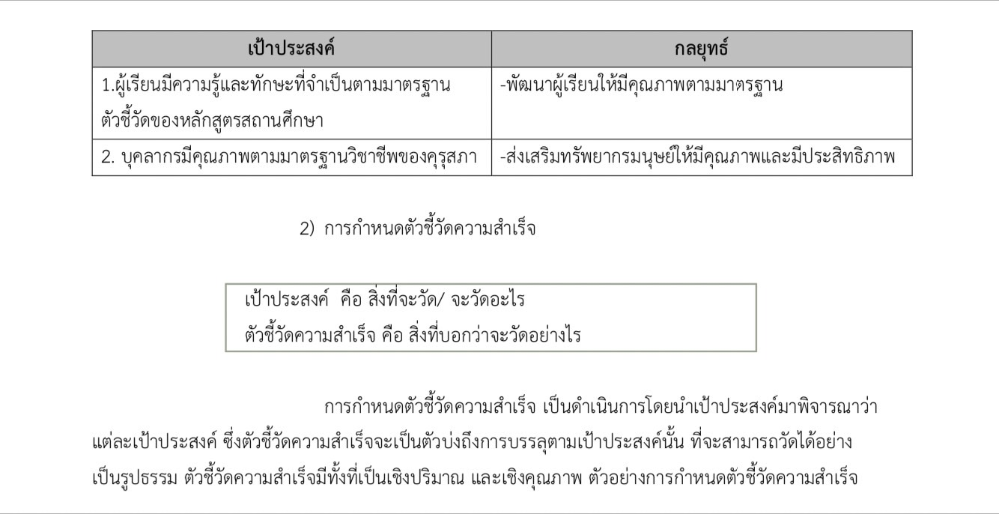 เป้าประสงค์ กลยุทธ์
1.ผู้เรียนมีความรู้และทักษะที่จำเป็นตามมาตรฐาน -พัฒนาผู้เรียนให้มีคุณภาพตามมาตรฐาน
ตัวชี้วัดของหลักสูตรสถานศึกษา
2. บุคลากรมีคุณภาพตามมาตรฐานวิชาชีพของคุรุสภา -ส่งเสริมทรัพยากรมนุษย์ให้มีคุณภาพและมีประสิทธิภาพ
2) การกำหนดตัวชี้วัดความสำเร็จ
เป้าประสงค์ คือ สิ่งที่จะวัด/ จะวัดอะไร
ตัวชี้วัดความสำเร็จ คือ สิ่งที่บอกว่าจะวัดอย่างไร
การกำหนดตัวชี้วัดความสำเร็จ เป็นดำเนินการโดยนำเป้าประสงค์มาพิจารณาว่า
แต่ละเป้าประสงค์ ซึ่งตัวชี้วัดความสำเร็จจะเป็นตัวบ่งถึงการบรรลุตามเป้าประสงค์นั้น ที่จะสามารถวัดได้อย่าง
เป็นรูปธรรม ตัวชี้วัดความสำเร็จมีทั้งที่เป็นเชิงปริมาณ และเชิงคุณภาพ ตัวอย่างการกำหนดตัวชี้วัดความสำเร็จ